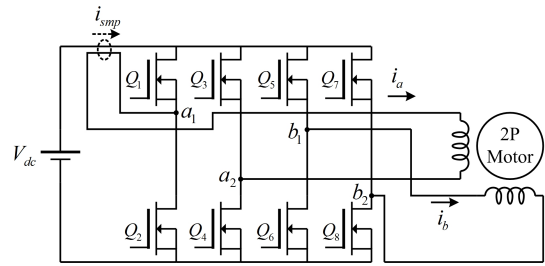 i_smp
Q_1
Q_3
Q_5
Q_7
i_a
a_1
b_1
2P
Motor
V_dc
a_2
b_2
Q_2
Q_4
Q_6
Q_8
i_b